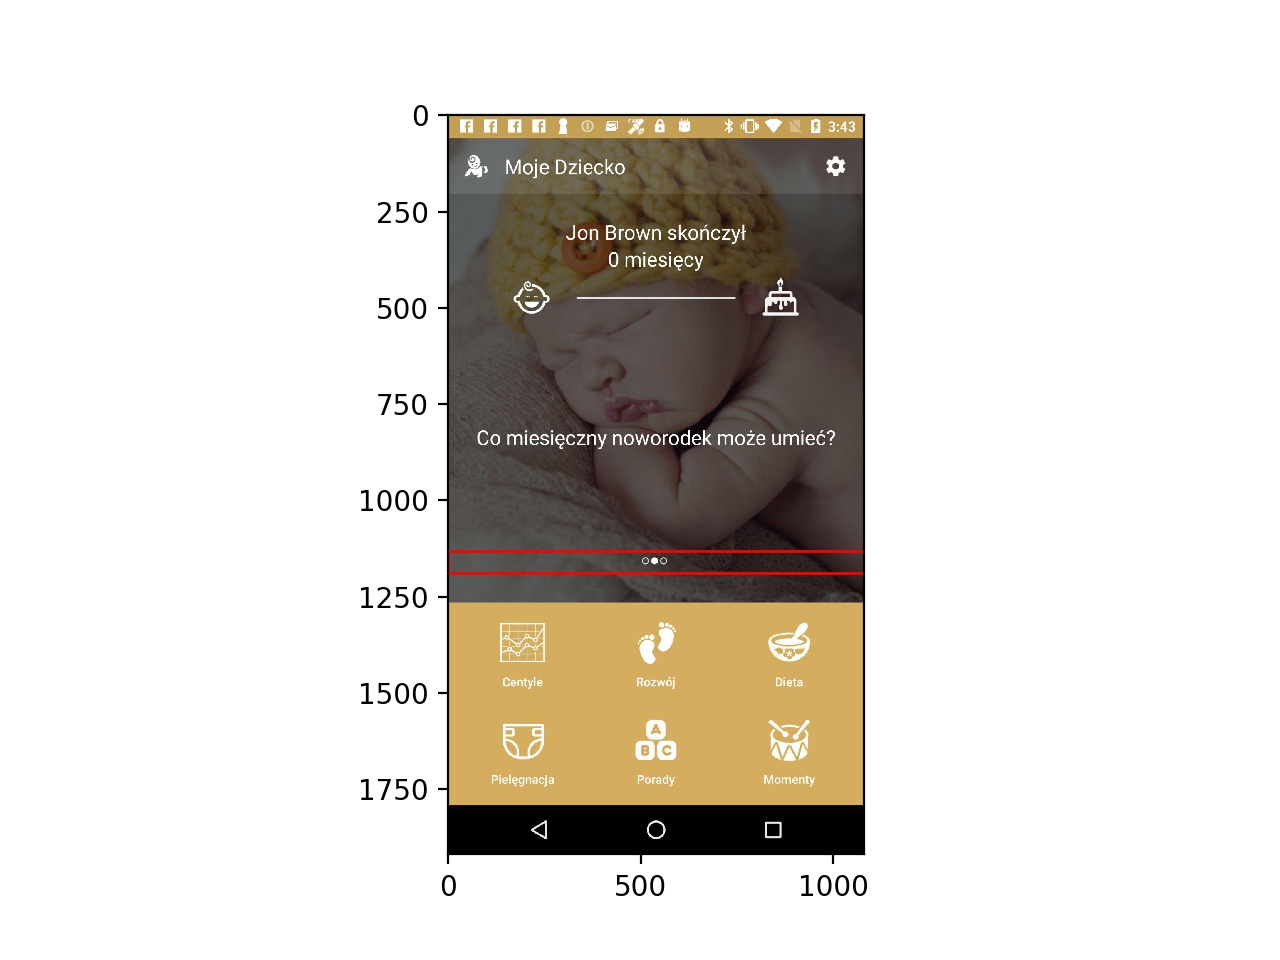 0
250
500
750
1000
1250
1500
1750
3:43
Moje Dziecko
Jon Brown skończył
0 miesięcy
Co miesięczny noworodek może umieć?
Centyle
Rozwój
Dieta
A
B C
Pielęgnacja
Porady
Momenty
0
500
1000